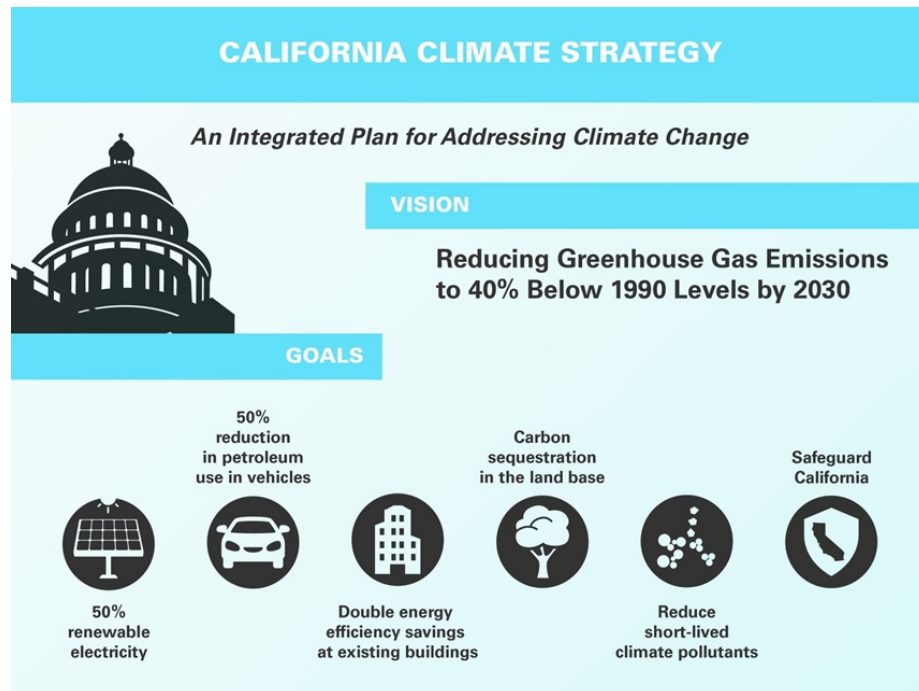 CALIFORNIA CLIMATE STRATEGY
An Integrated Plan for Addressing Climate Change
VISION
Reducing Greenhouse Gas Emissions
to 40% Below 1990 Levels by 2030
GOALS
50%
renewable
electricity
50%
reduction
in petroleum
use in vehicles
Double energy
efficiency savings
at existing buildings
Carbon
sequestration
in the land base
Reduce
short-lived
climate pollutants
Safeguard
California